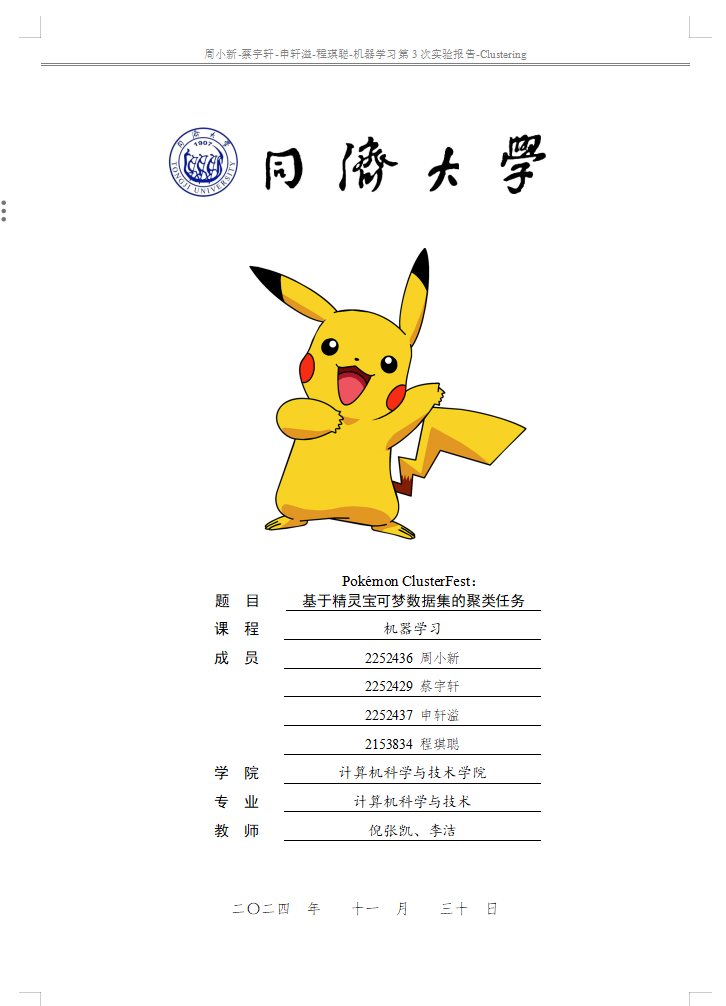 周小新-蔡宇轩-申轩溢-程琪聪-机器学习第 3 次实验报告-Clustering
同濟大學
1907
TONGJI UNIVERSITY
同濟大學
Pokémon ClusterFest：
题 目 基于精灵宝可梦数据集的聚类任务
课 程 机器学习
成 员 2252436 周小新
2252429 蔡宇轩
2252437 申轩溢
2153834 程琪聪
学 院 计算机科学与技术学院
专 业 计算机科学与技术
教 师 倪张凯、李洁
二〇二四 年 十一 月 三十 日